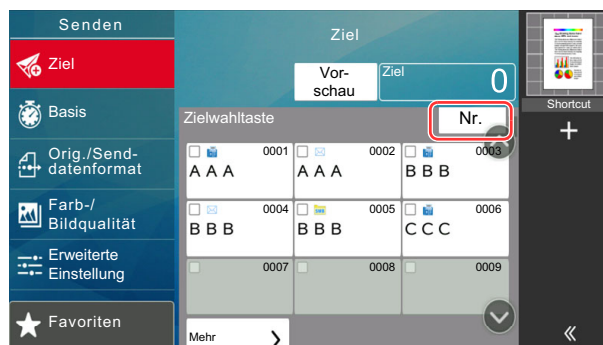 Senden
Ziel
Basis
Orig./Send-
datenformat
Farb-/
Bildqualität
Erweiterte
Einstellung
Favoriten
Ziel
Vor-
schau
Ziel
0
Zielwahltaste
Nr.
0001
A A A
0002
A A A
0003
B B B
0004
B B B
0005
B B B
0006
C C C
0007
0008
0009
Mehr
Shortcut